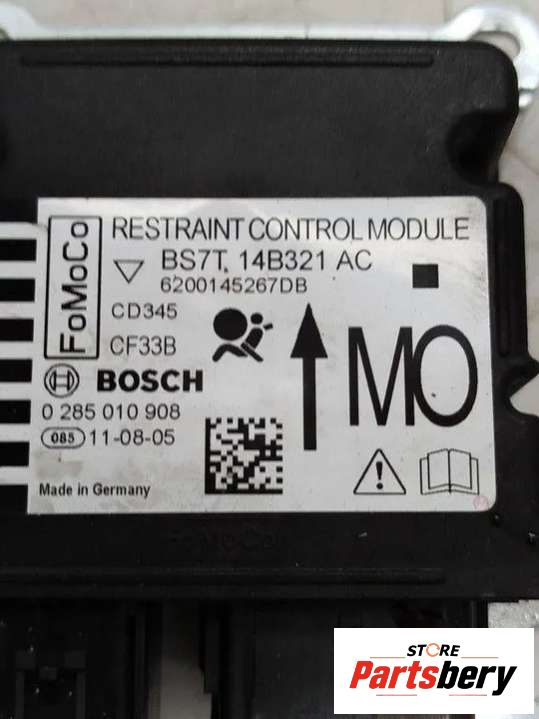 FoMoCo
RESTRAINT CONTROL MODULE
BS7T, 14B321 AC
6200145267DB
CD345
CF33B
BOSCH
0 285 010 908
085 11-08-05
Made in Germany
MO
FoMoCo
STORE
Partsbery